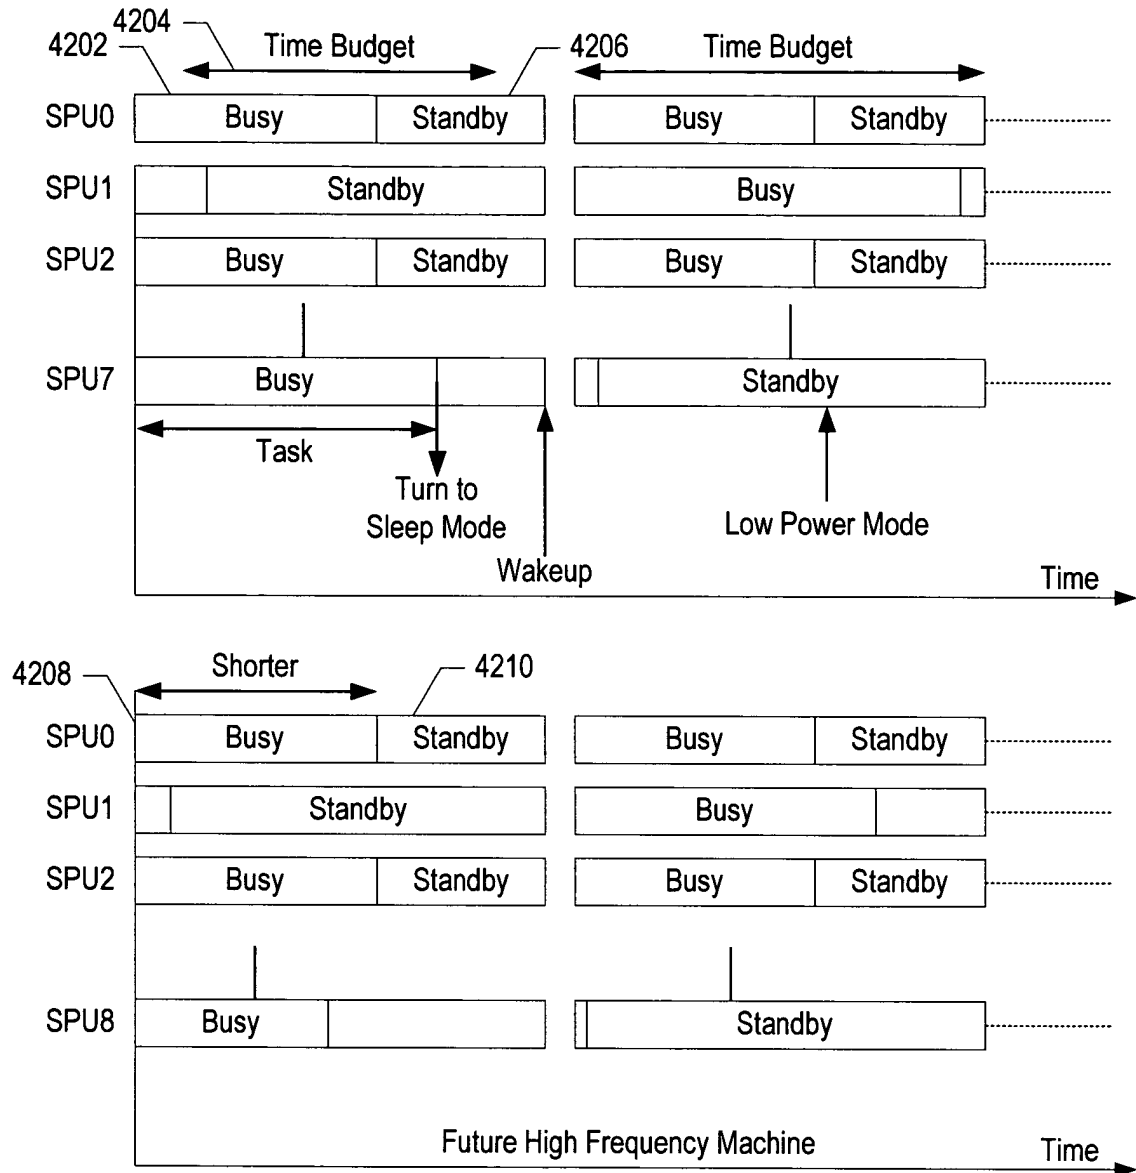 4204
4202
Time Budget
4206
Time Budget
SPU0
Busy
Standby
Busy
Standby
SPU1
Standby
Busy
SPU2
Busy
Standby
Busy
Standby
SPU7
Busy
Standby
Task
Turn to
Sleep Mode
Low Power Mode
Wakeup
Time
4208
Shorter
4210
SPU0
Busy
Standby
Busy
Standby
SPU1
Standby
Busy
SPU2
Busy
Standby
Busy
Standby
SPU8
Busy
Standby
Future High Frequency Machine
Time